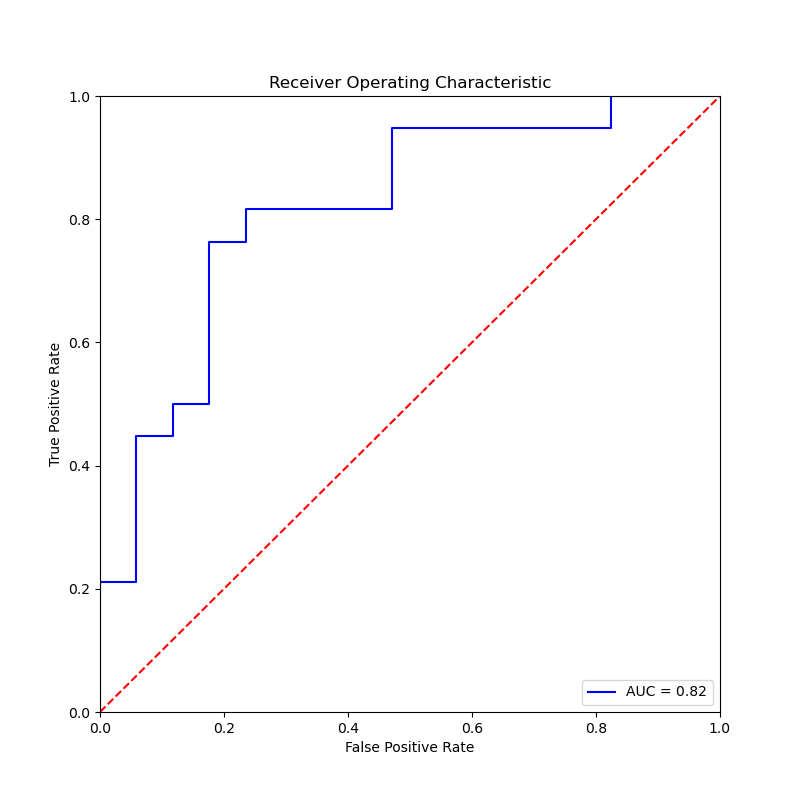 Receiver Operating Characteristic
True Positive Rate
1.0
0.8
0.6
0.4
0.2
0.0
AUC = 0.82
0.0 0.2 0.4 0.6 0.8 1.0
False Positive Rate